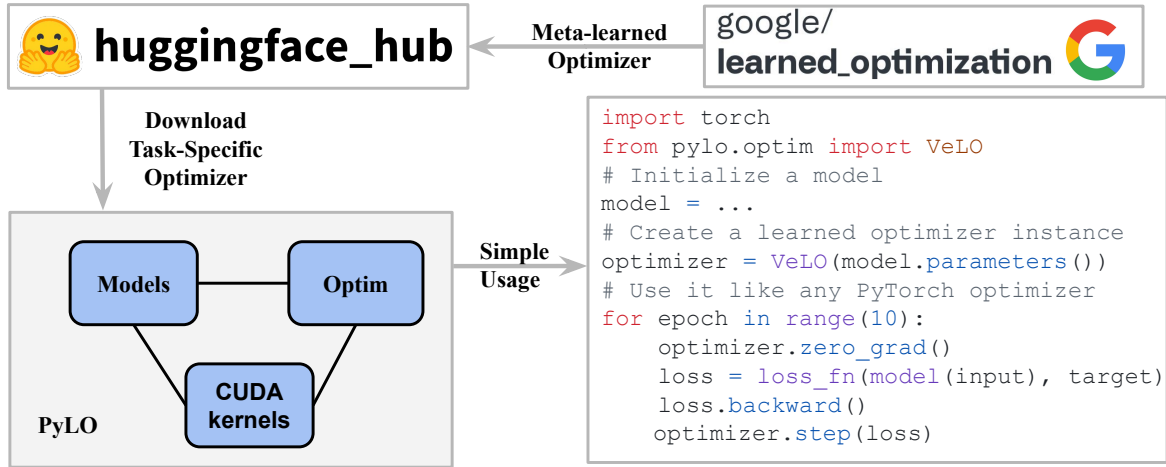 huggingface_hub
Meta-learned
Optimizer
google/
learned_optimization
Download
Task-Specific
Optimizer
Models
Optim
CUDA
kernels
PyLO
Simple
Usage
import torch
from pylo.optim import VeLO
# Initialize a model
model = ...
# Create a learned optimizer instance
optimizer = VeLO(model.parameters())
# Use it like any PyTorch optimizer
for epoch in range(10):
    optimizer.zero_grad()
    loss = loss_fn(model(input), target)
    loss.backward()
    optimizer.step(loss)